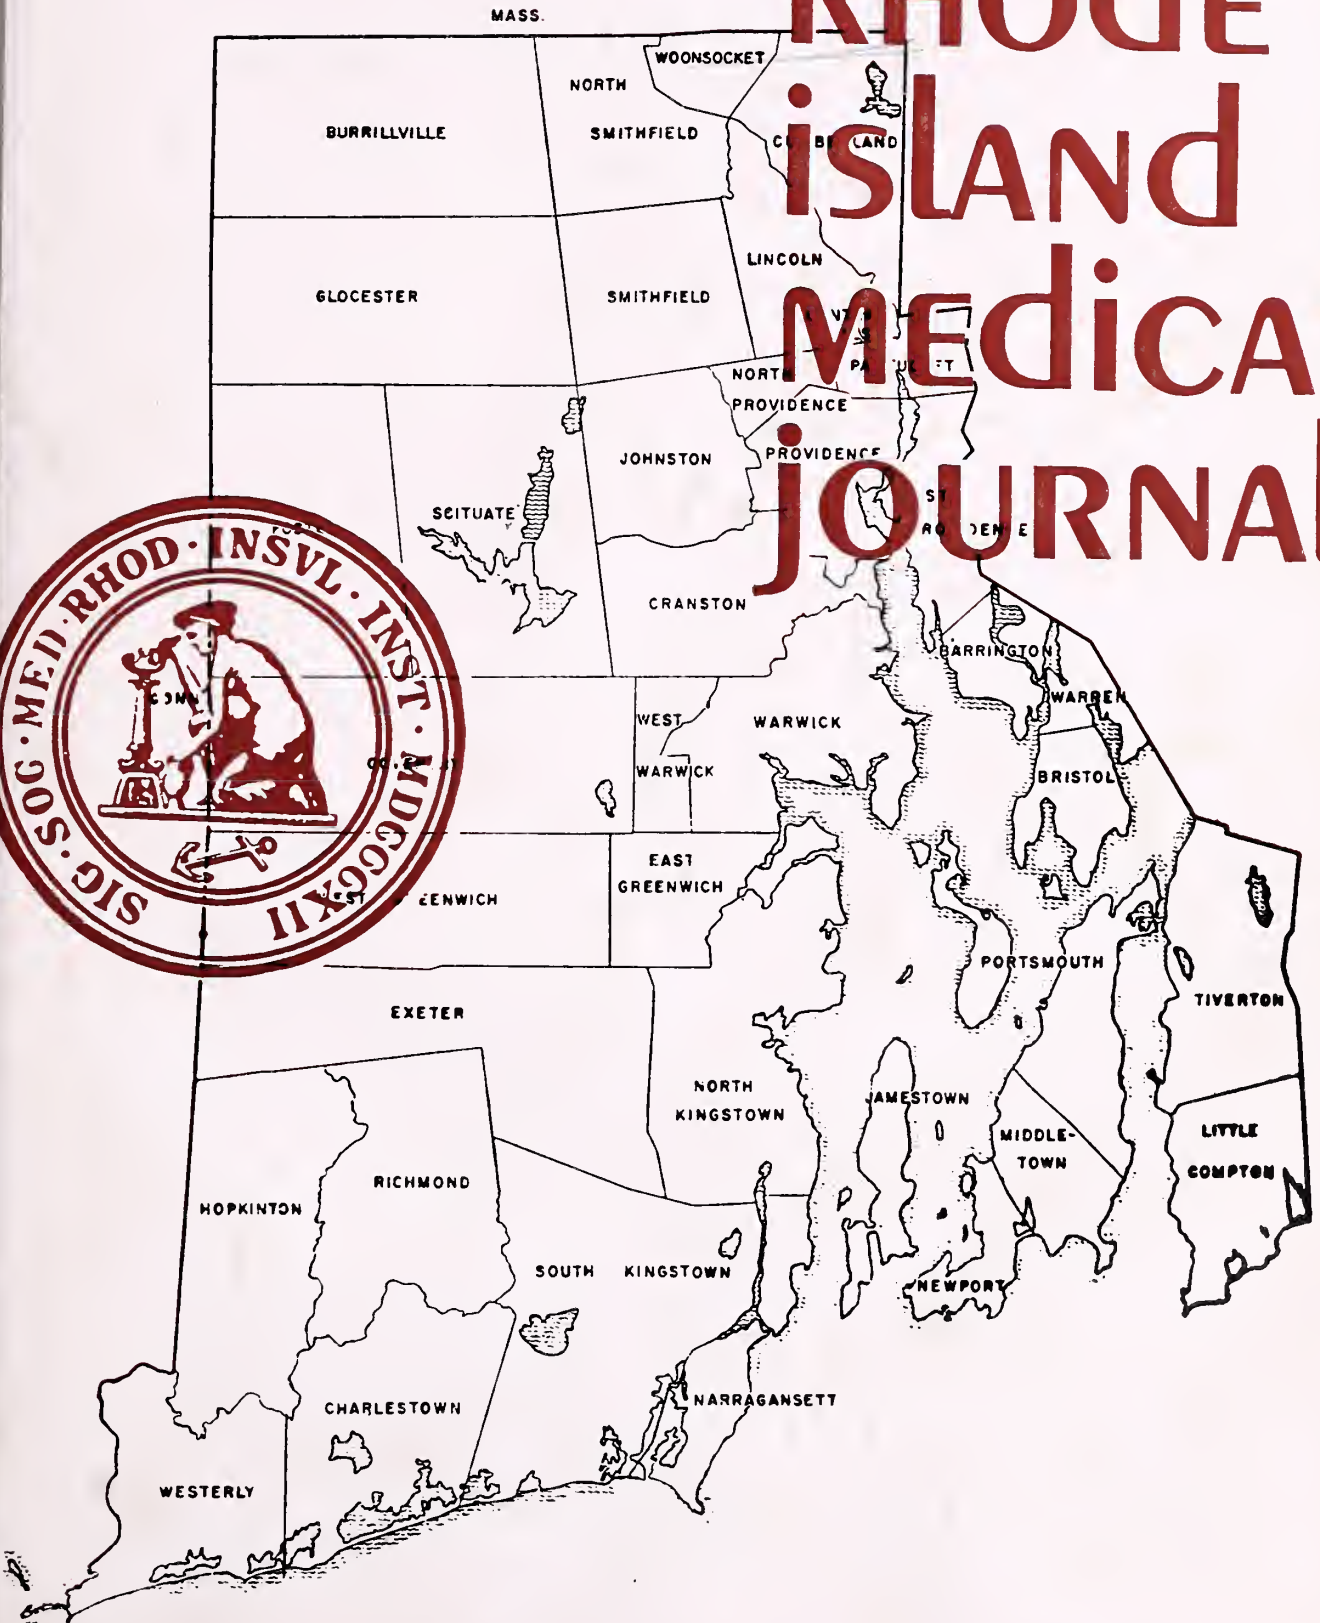 MASS.
RHODE
island
Medica
journal
WOONSOCKET
NORTH
SMITHFIELD
BURRILLVILLE
LINCOLN
GLOCESTER
SMITHFIELD
NORTH
PROVIDENCE
JOHNSTON
PROVIDENCE
SCITUATE
CRANSTON
SIG · SOC · MED · RHOD · INSVL · INST · MDCCCXII
BARRINGTON
WARREN
WEST
WARWICK
WARWICK
BRISTOL
EAST
GREENWICH
PORTSMOUTH
TIVERTON
EXETER
NORTH
KINGSTOWN
JAMESTOWN
MIDDLE-
TOWN
LITTLE
COMPTON
RICHMOND
HOPKINTON
SOUTH KINGSTOWN
NEWPORT
CHARLESTOWN
NARRAGANSETT
WESTERLY